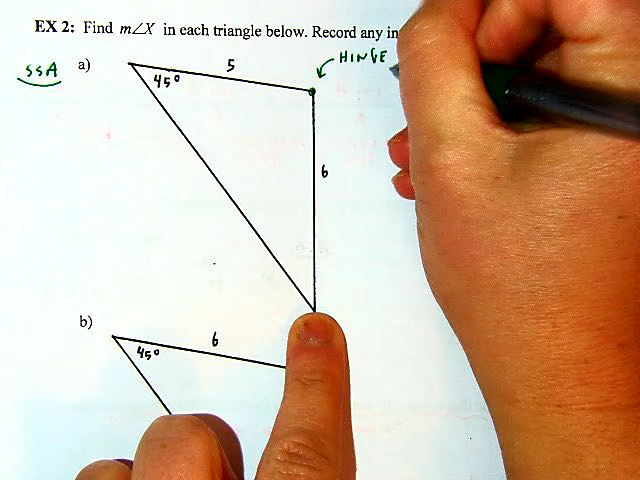 EX 2: Find m∠X in each triangle below. Record any in
SSA a) 5 HINGE
45°
6
b) 6
45°